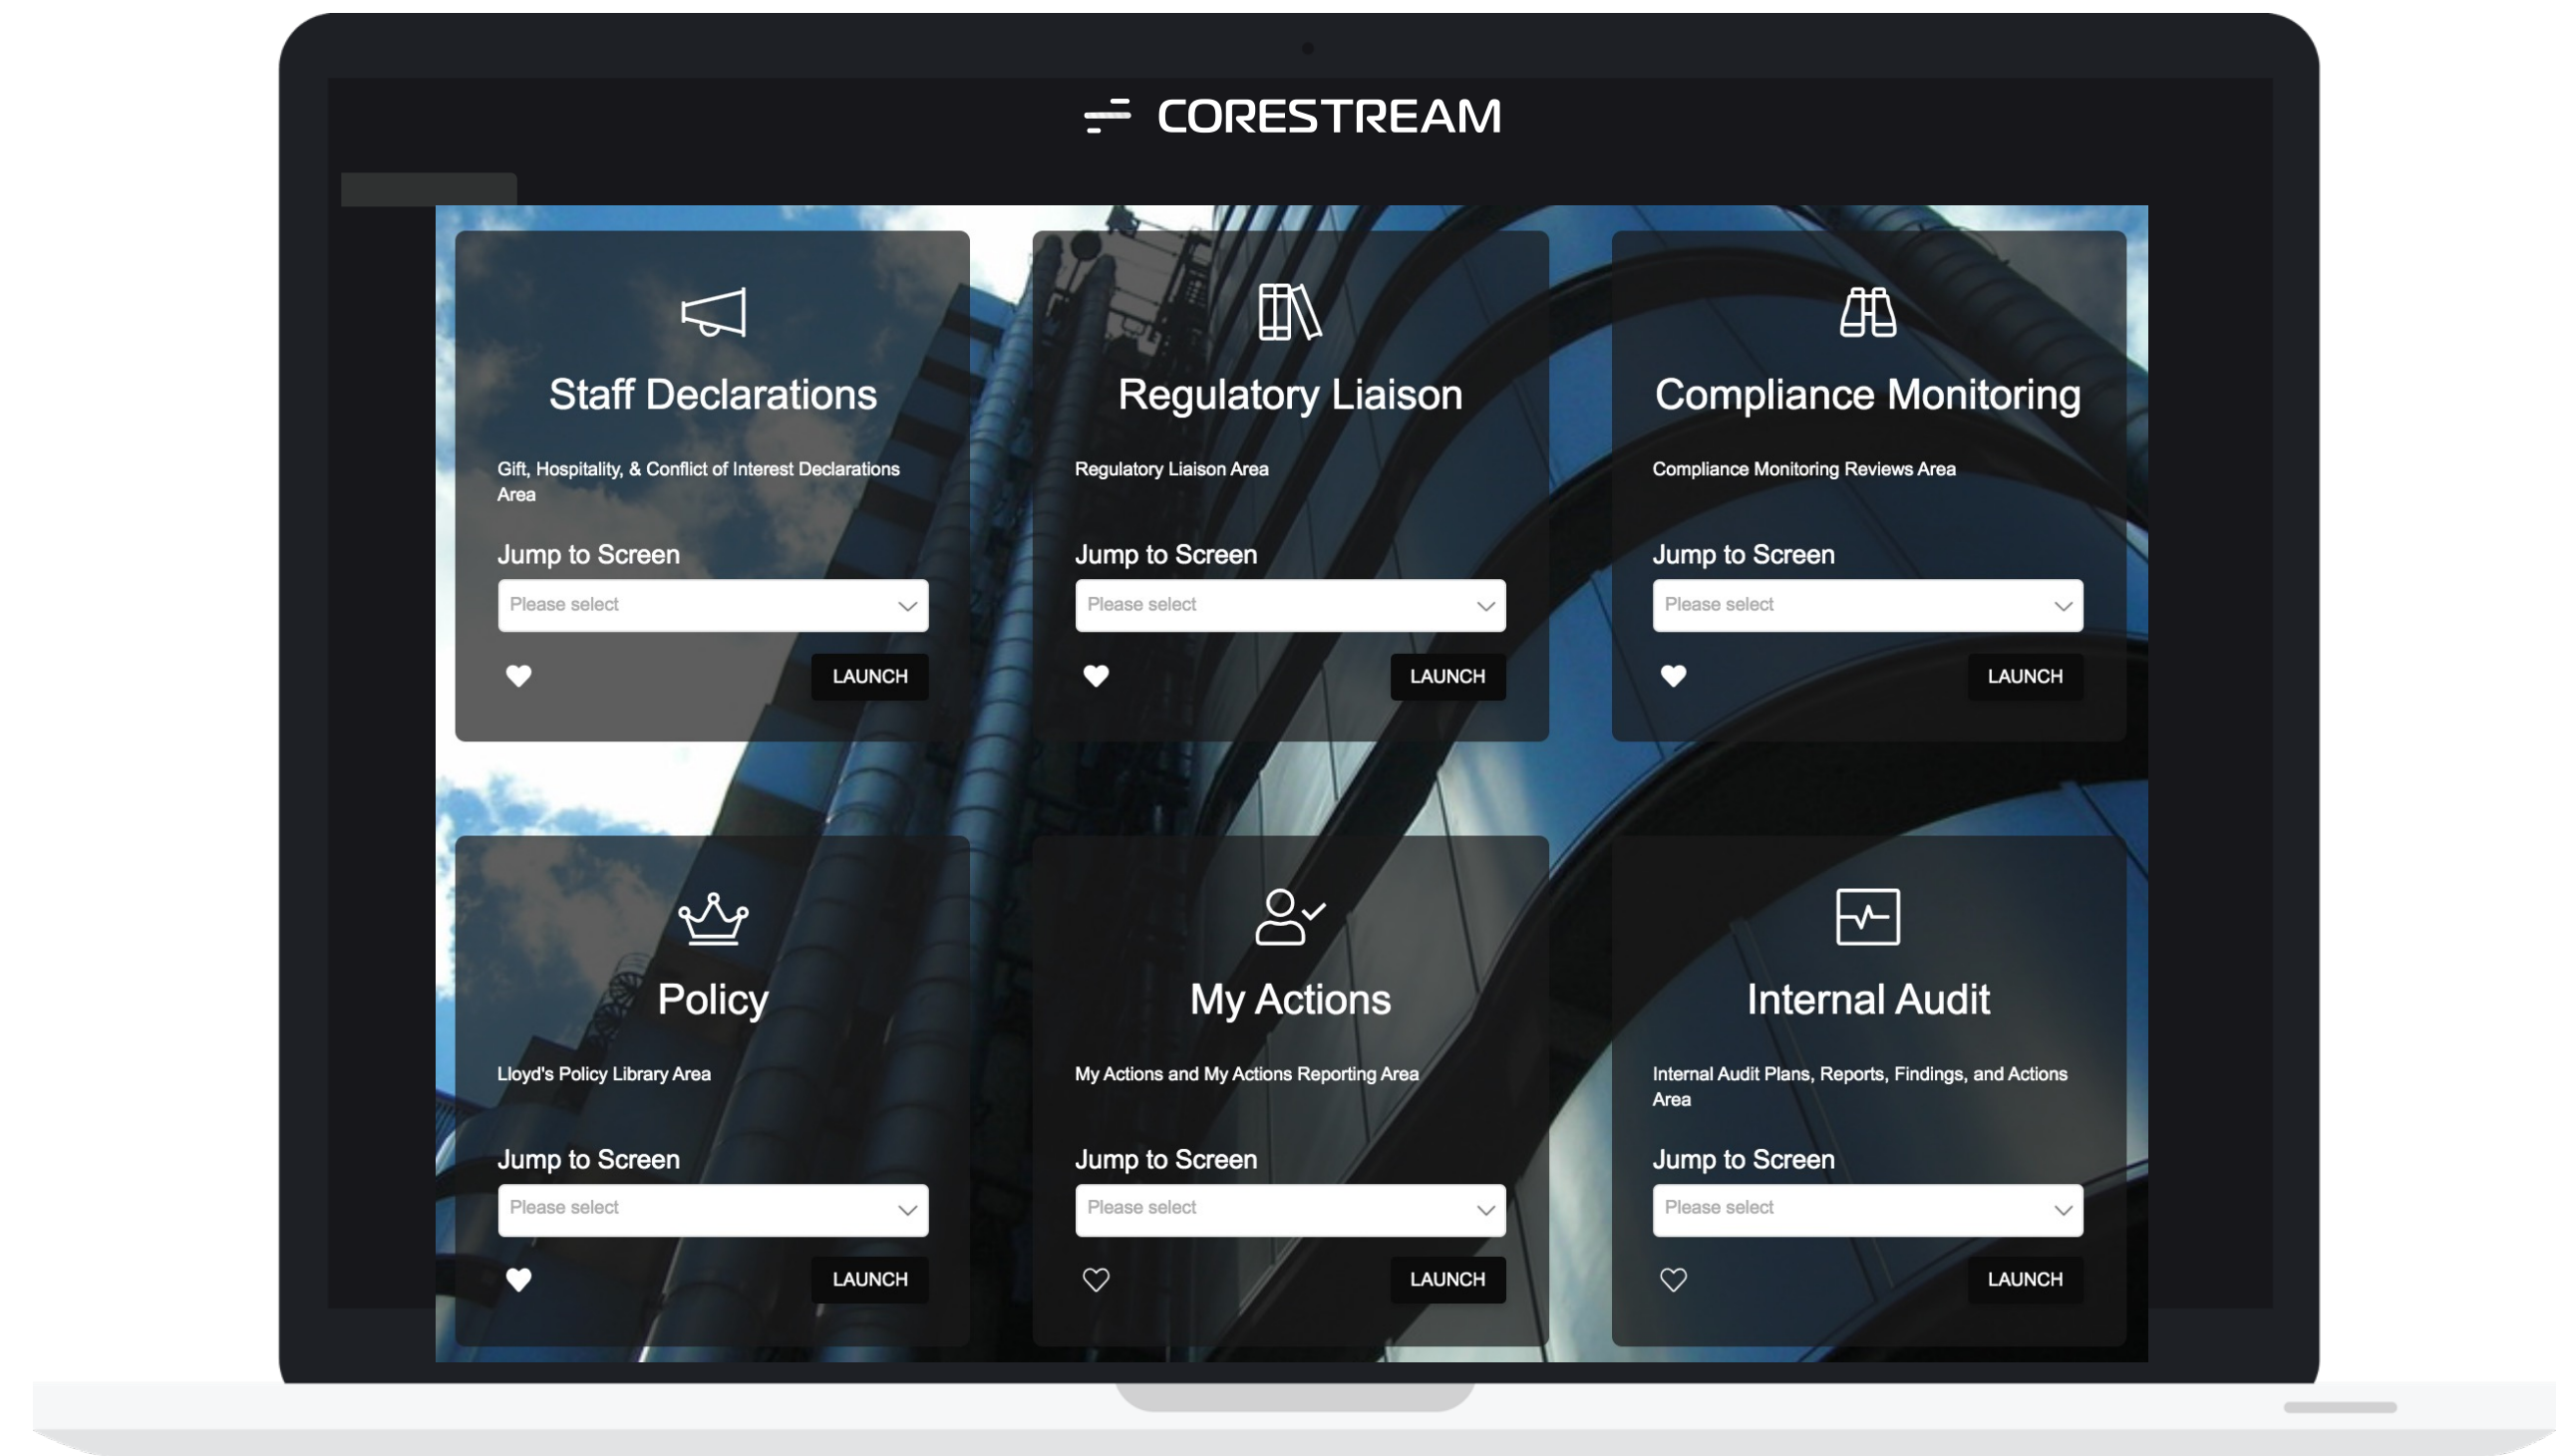 CORESTREAM
Staff Declarations
Gift, Hospitality, & Conflict of Interest Declarations
Area
Jump to Screen
Please select
LAUNCH
Regulatory Liaison
Regulatory Liaison Area
Jump to Screen
Please select
LAUNCH
Compliance Monitoring
Compliance Monitoring Reviews Area
Jump to Screen
Please select
LAUNCH
Policy
Lloyd's Policy Library Area
Jump to Screen
Please select
LAUNCH
My Actions
My Actions and My Actions Reporting Area
Jump to Screen
Please select
LAUNCH
Internal Audit
Internal Audit Plans, Reports, Findings, and Actions
Area
Jump to Screen
Please select
LAUNCH